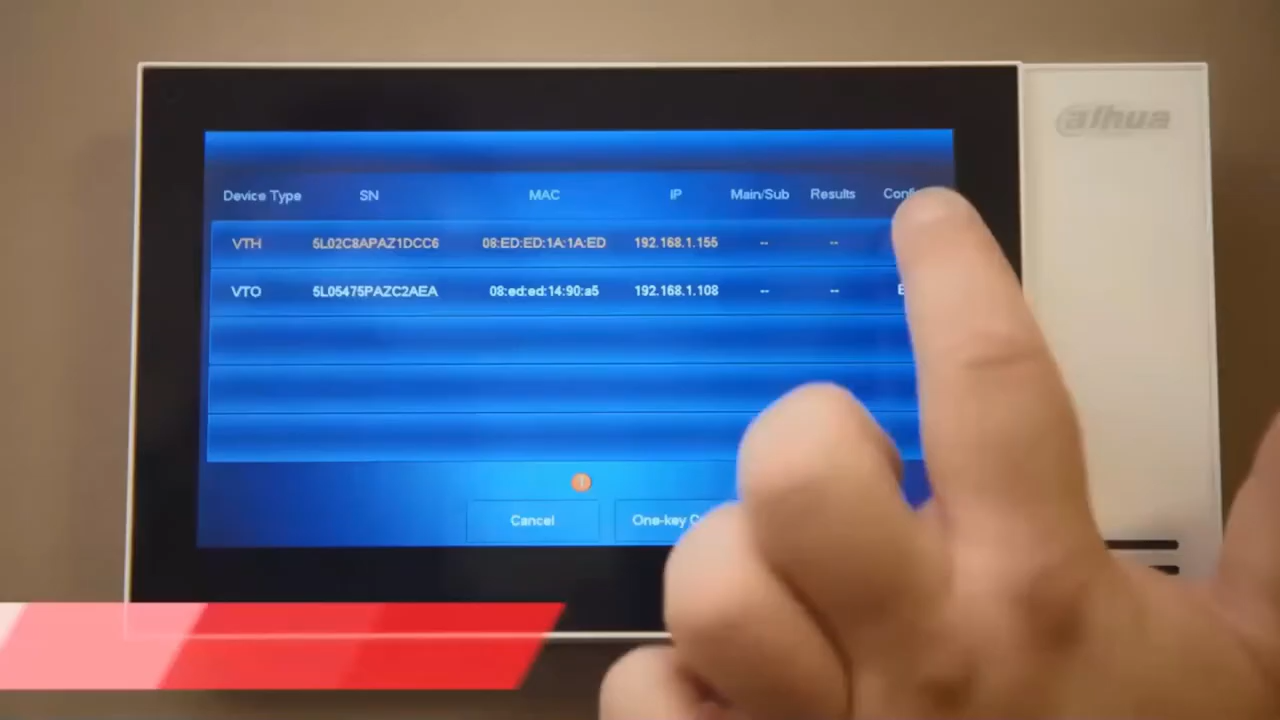 alhua
Device Type SN MAC IP Main/Sub Results
VTH 5L02C8APAZ1DCC6 08:ED:ED:1A:1A:ED 192.168.1.155 -- --
VTO 5L05475PAZC2AEA 08:ed:ed:14:90:a5 192.168.1.108 -- --
1
Cancel One-key